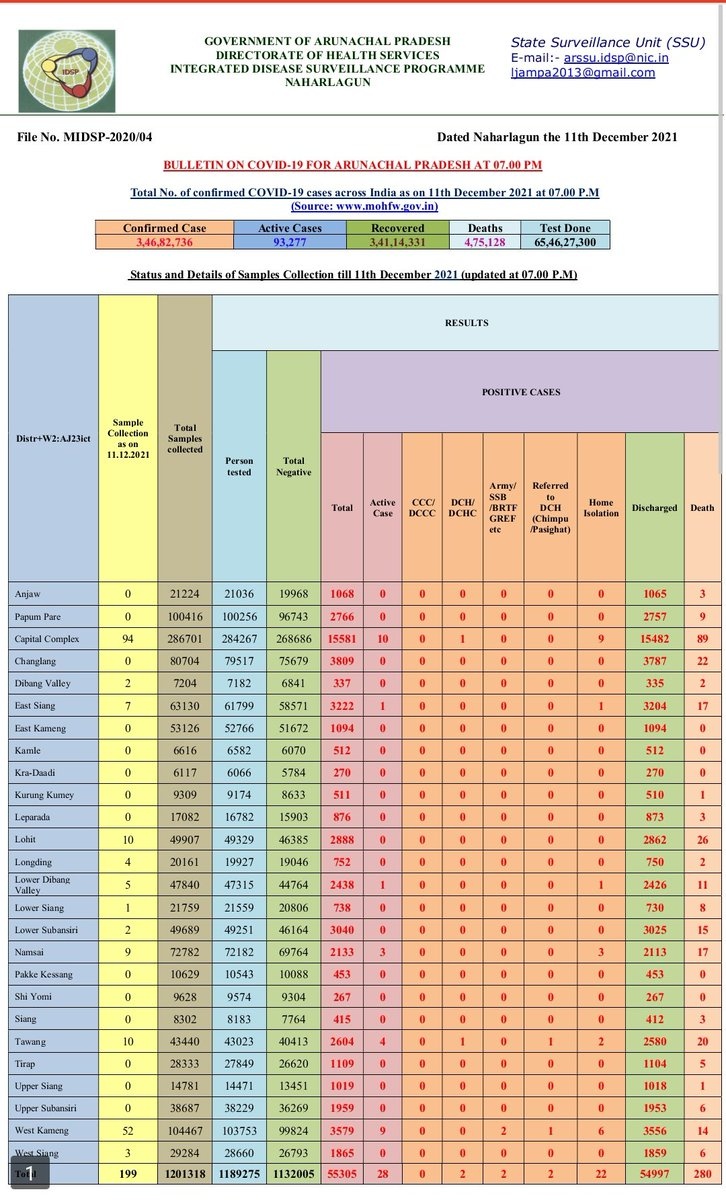 IDSP
GOVERNMENT OF ARUNACHAL PRADESH
DIRECTORATE OF HEALTH SERVICES
INTEGRATED DISEASE SURVEILLANCE PROGRAMME
NAHARLAGUN
State Surveillance Unit (SSU)
E-mail:- arssu.idsp@nic.in
ljampa2013@gmail.com
File No. MIDSP-2020/04 Dated Naharlagun the 11th December 2021
BULLETIN ON COVID-19 FOR ARUNACHAL PRADESH AT 07.00 PM
Total No. of confirmed COVID-19 cases across India as on 11th December 2021 at 07.00 P.M
(Source: www.mohfw.gov.in)
Confirmed Case Active Cases Recovered Deaths Test Done
3,46,82,736 93,277 3,41,14,331 4,75,128 65,46,27,300
Status and Details of Samples Collection till 11th December 2021 (updated at 07.00 P.M)
Distr+W2:AJ23ict
Sample
Collection
as on
11.12.2021
Total
Samples
collected
RESULTS
Person
tested
Total
Negative
POSITIVE CASES
Total
Active
Case
CCC/
DCCC
DCH/
DCHC
Army/
SSB
/BRTF
GREF
etc
Referred
to
DCH
(Chimpu
/Pasighat)
Home
Isolation
Discharged
Death
Anjaw 0 21224 21036 19968 1068 0 0 0 0 0 0 1065 3
Papum Pare 0 100416 100256 96743 2766 0 0 0 0 0 0 2757 9
Capital Complex 94 286701 284267 268686 15581 10 0 1 0 0 9 15482 89
Changlang 0 80704 79517 75679 3809 0 0 0 0 0 0 3787 22
Dibang Valley 2 7204 7182 6841 337 0 0 0 0 0 0 335 2
East Siang 7 63130 61799 58571 3222 1 0 0 0 0 1 3204 17
East Kameng 0 53126 52766 51672 1094 0 0 0 0 0 0 1094 0
Kamle 0 6616 6582 6070 512 0 0 0 0 0 0 512 0
Kra-Daadi 0 6117 6066 5784 270 0 0 0 0 0 0 270 0
Kurung Kumey 0 9309 9174 8633 511 0 0 0 0 0 0 510 1
Leparada 0 17082 16782 15903 876 0 0 0 0 0 0 873 3
Lohit 10 49907 49329 46385 2888 0 0 0 0 0 0 2862 26
Longding 4 20161 19927 19046 752 0 0 0 0 0 0 750 2
Lower Dibang
Valley 5 47840 47315 44764 2438 1 0 0 0 0 1 2426 11
Lower Siang 1 21759 21559 20806 738 0 0 0 0 0 0 730 8
Lower Subansiri 2 49689 49251 46164 3040 0 0 0 0 0 0 3025 15
Namsai 9 72782 72182 69764 2133 3 0 0 0 0 3 2113 17
Pakke Kessang 0 10629 10543 10088 453 0 0 0 0 0 0 453 0
Shi Yomi 0 9628 9574 9304 267 0 0 0 0 0 0 267 0
Siang 0 8302 8183 7764 415 0 0 0 0 0 0 412 3
Tawang 10 43440 43023 40413 2604 4 0 1 0 1 2 2580 20
Tirap 0 28333 27849 26620 1109 0 0 0 0 0 0 1104 5
Upper Siang 0 14781 14471 13451 1019 0 0 0 0 0 0 1018 1
Upper Subansiri 0 38687 38229 36269 1959 0 0 0 0 0 0 1953 6
West Kameng 52 104467 103753 99824 3579 9 0 0 2 1 6 3556 14
West Siang 3 29284 28660 26793 1865 0 0 0 0 0 0 1859 6
Total 199 1201318 1189275 1132005 55305 28 0 2 2 2 22 54997 280
1